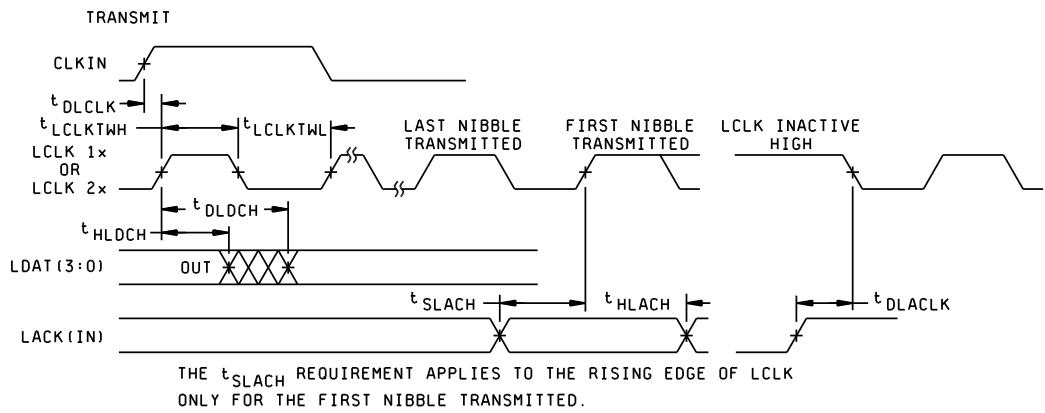 TRANSMIT
CLKIN
tDLCLK
tLCLKTWH
tLCLKTWL
LAST NIBBLE
TRANSMITTED
FIRST NIBBLE
TRANSMITTED
LCLK INACTIVE
HIGH
LCLK 1x
OR
LCLK 2x
tDLDCH
tHLDCH
LDAT(3:0)
OUT
tSLACH
tHLACH
tDLACLK
LACK(IN)
THE tSLACH REQUIREMENT APPLIES TO THE RISING EDGE OF LCLK
ONLY FOR THE FIRST NIBBLE TRANSMITTED.